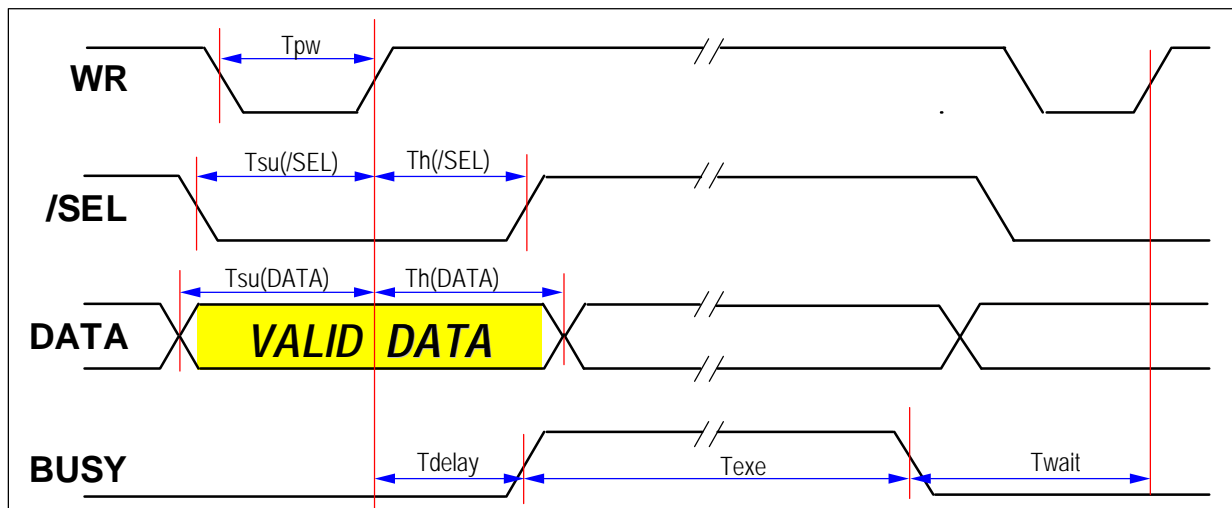 Tpw
WR
Tsu(/SEL) Th(/SEL)
/SEL
Tsu(DATA) Th(DATA)
DATA VALID DATA
Tdelay Texe Twait
BUSY